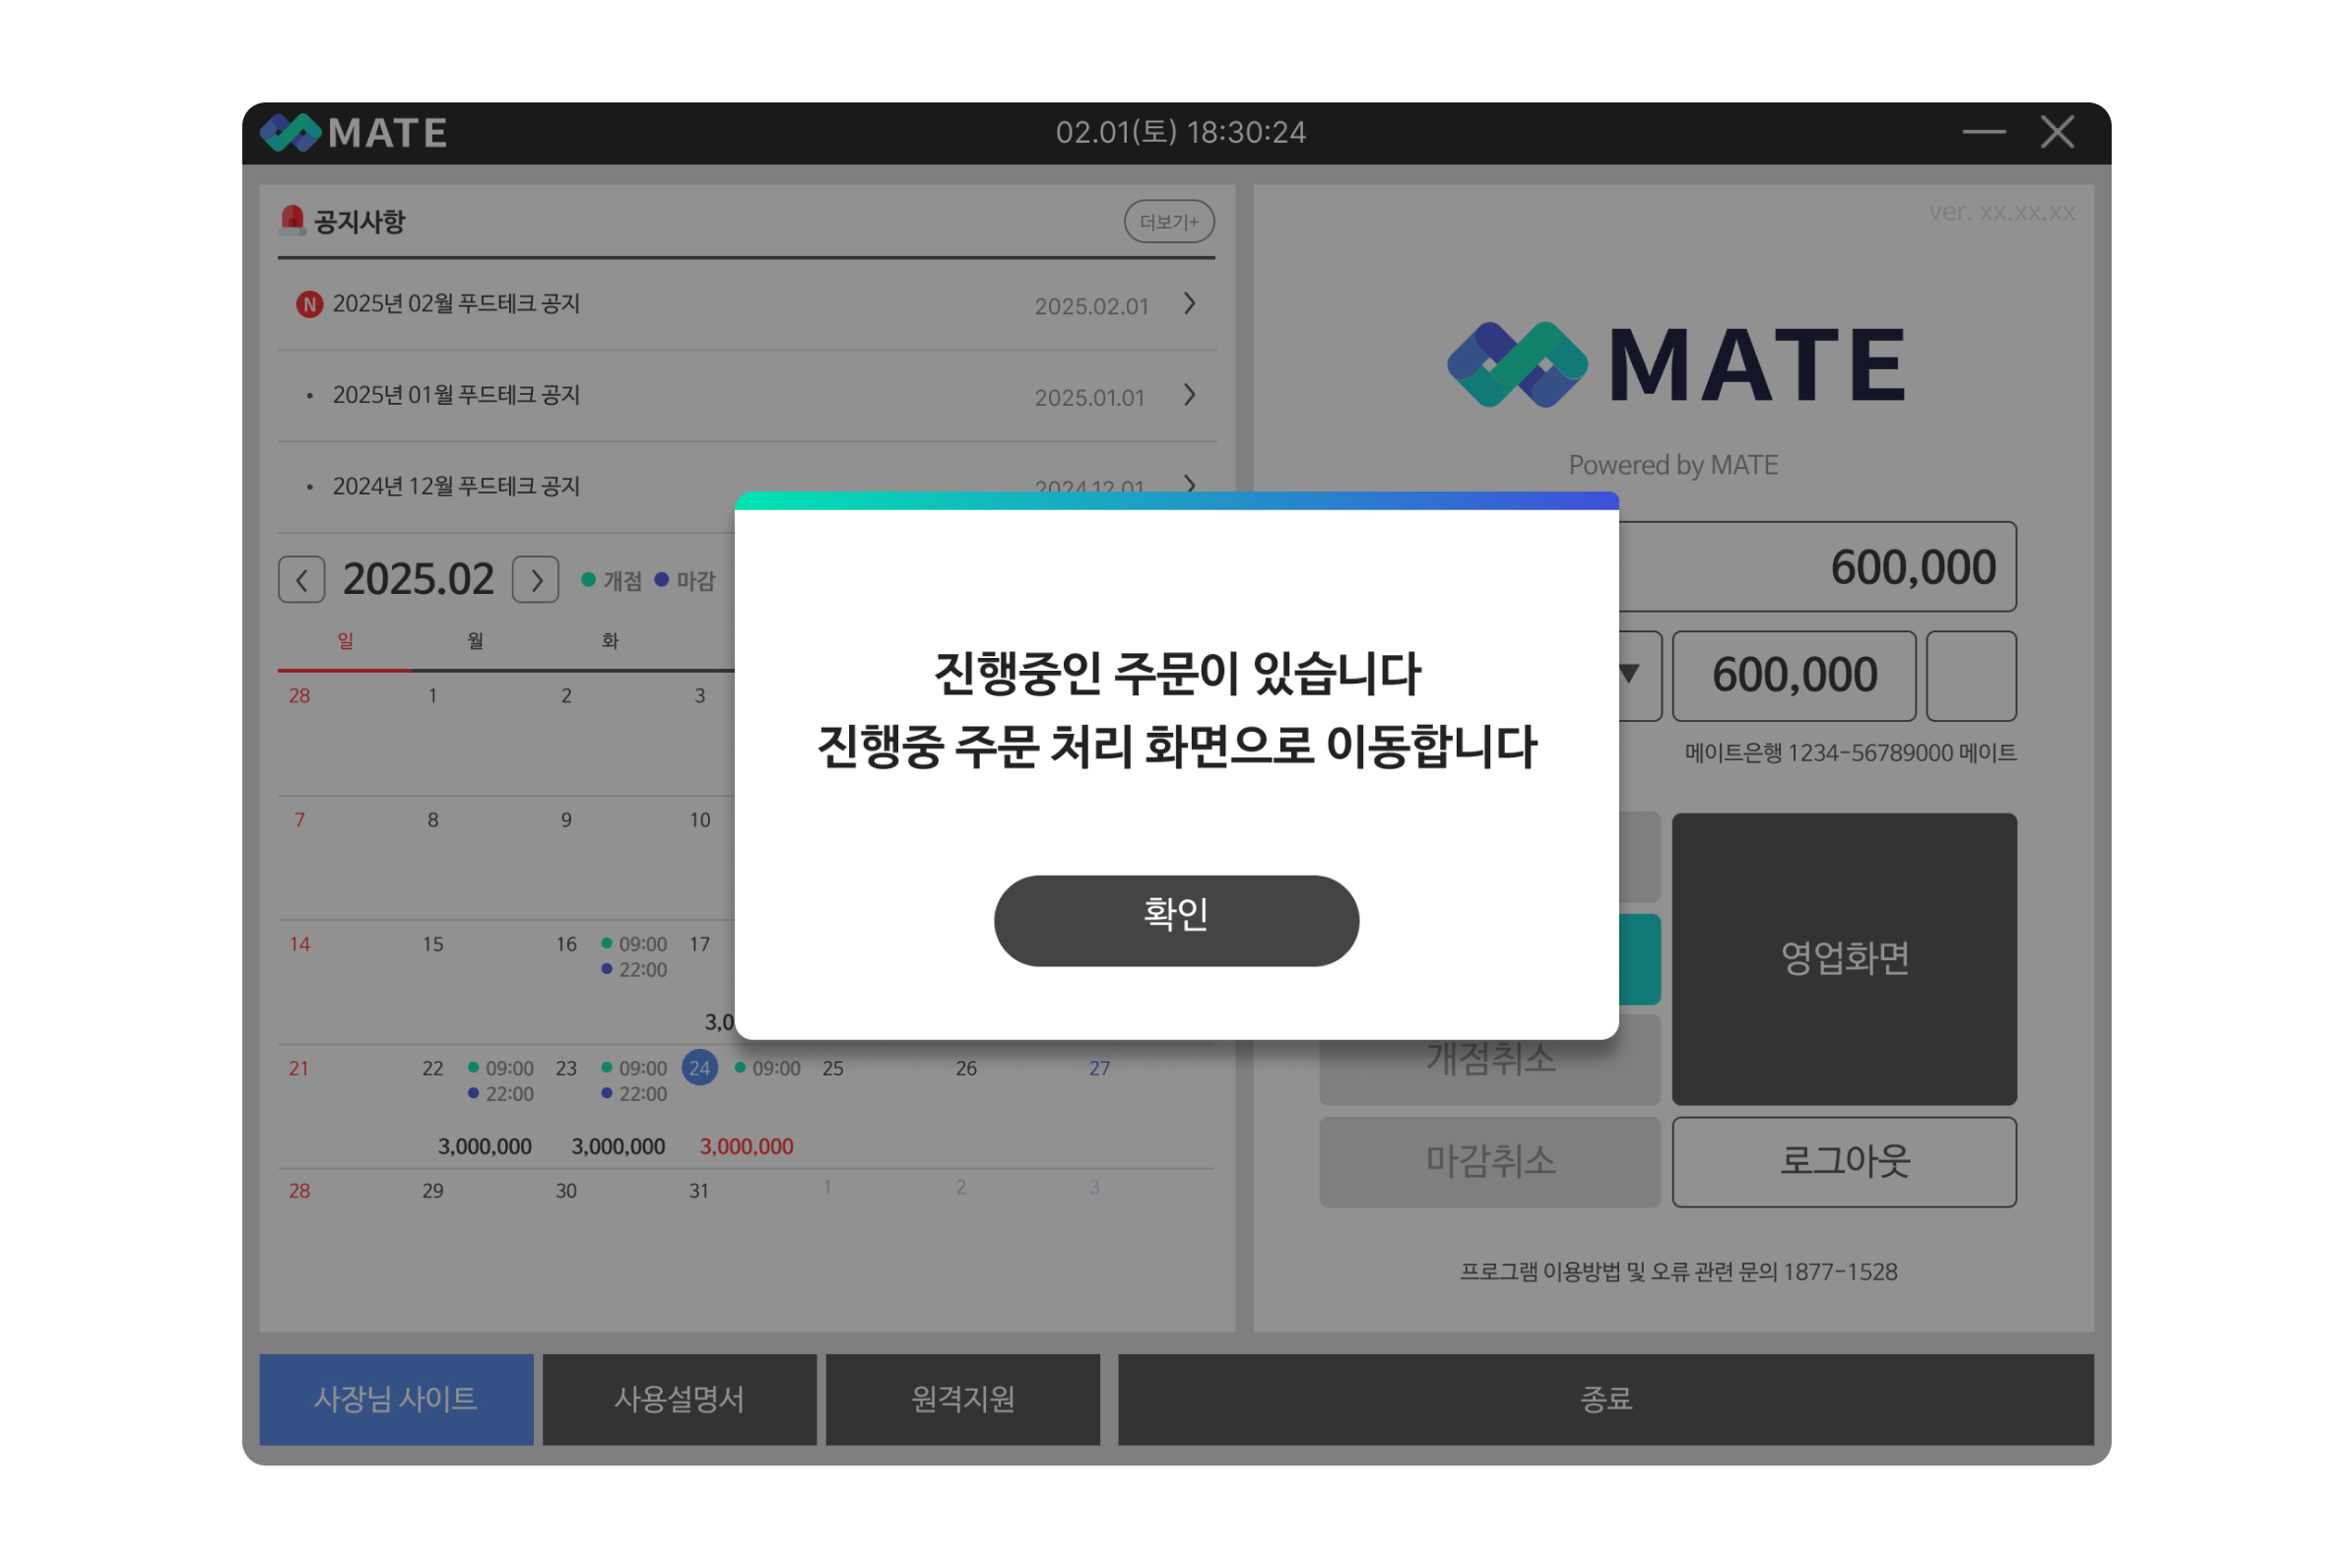 MATE
02.01(토) 18:30:24
공지사항
더보기+
N 2025년 02월 푸드테크 공지 2025.02.01
• 2025년 01월 푸드테크 공지 2025.01.01
• 2024년 12월 푸드테크 공지 2024.12.01
2025.02 개점 마감
일 월 화
28 1 2 3
7 8 9 10
14 15 16 09:00 17
22:00
3,0
21 22 09:00 23 09:00 24 09:00 25 26 27
22:00 22:00
3,000,000 3,000,000 3,000,000
28 29 30 31 1 2 3
ver. xx.xx.xx
MATE
Powered by MATE
600,000
▼ 600,000
메이트은행 1234-56789000 메이트
영업화면
개점취소
마감취소
로그아웃
프로그램 이용방법 및 오류 관련 문의 1877-1528
진행중인 주문이 있습니다
진행중 주문 처리 화면으로 이동합니다
확인
사장님 사이트
사용설명서
원격지원
종료